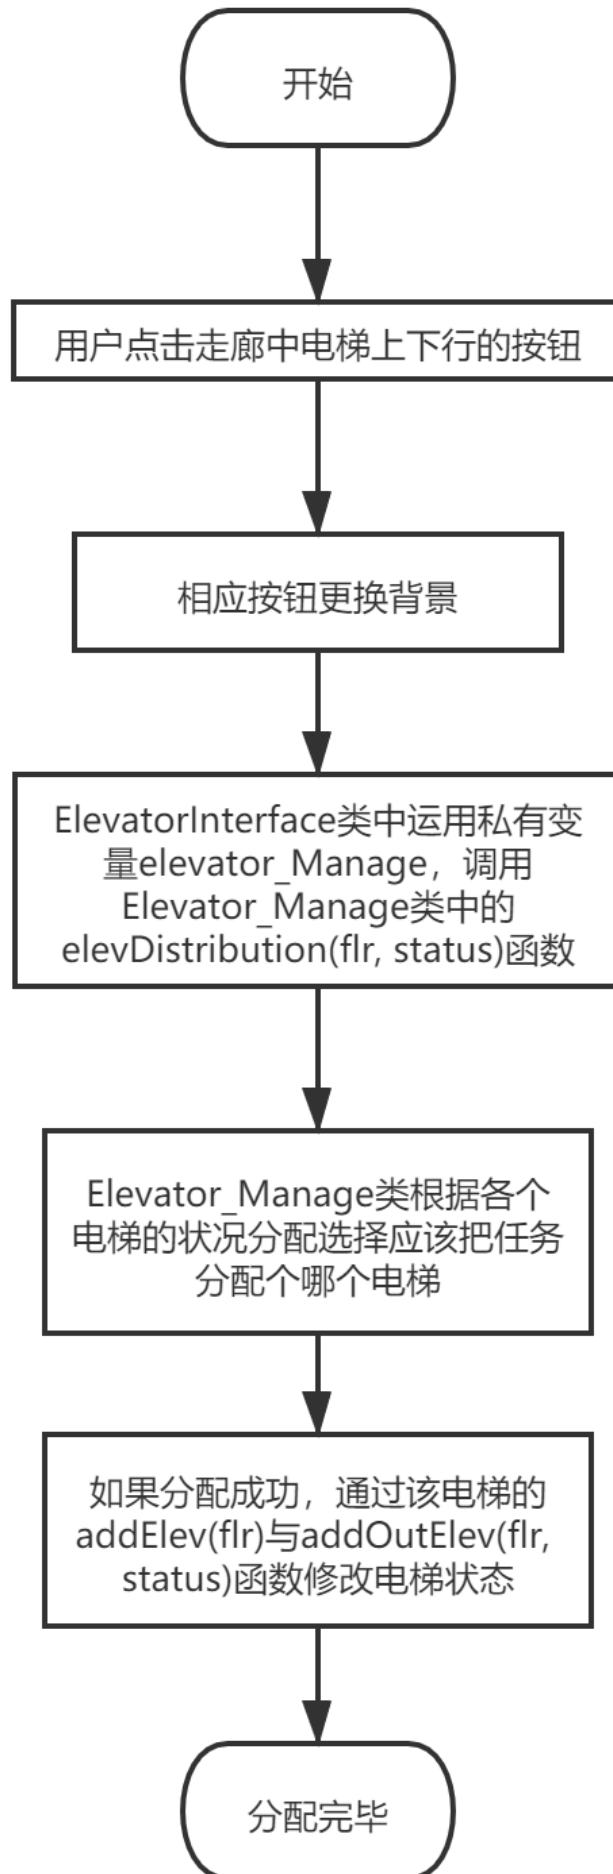 开始
用户点击走廊中电梯上下行的按钮
相应按钮更换背景
ElevatorInterface类中运用私有变
量elevator_Manage，调用
Elevator_Manage类中的
elevDistribution(flr, status)函数
Elevator_Manage类根据各个
电梯的状况分配选择应该把任务
分配个哪个电梯
如果分配成功，通过该电梯的
addElev(flr)与addOutElev(flr,
status)函数修改电梯状态
分配完毕